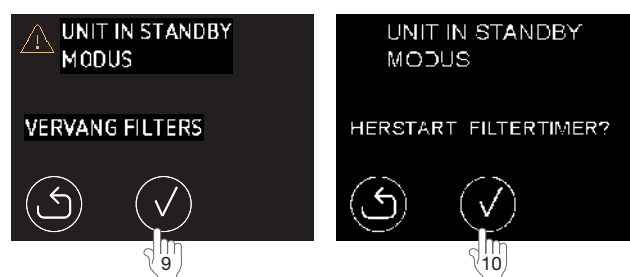 UNIT IN STANDBY
MODUS
VERVANG FILTERS
9
UNIT IN STANDBY
MODUS
HERSTART FILTERTIMER?
10